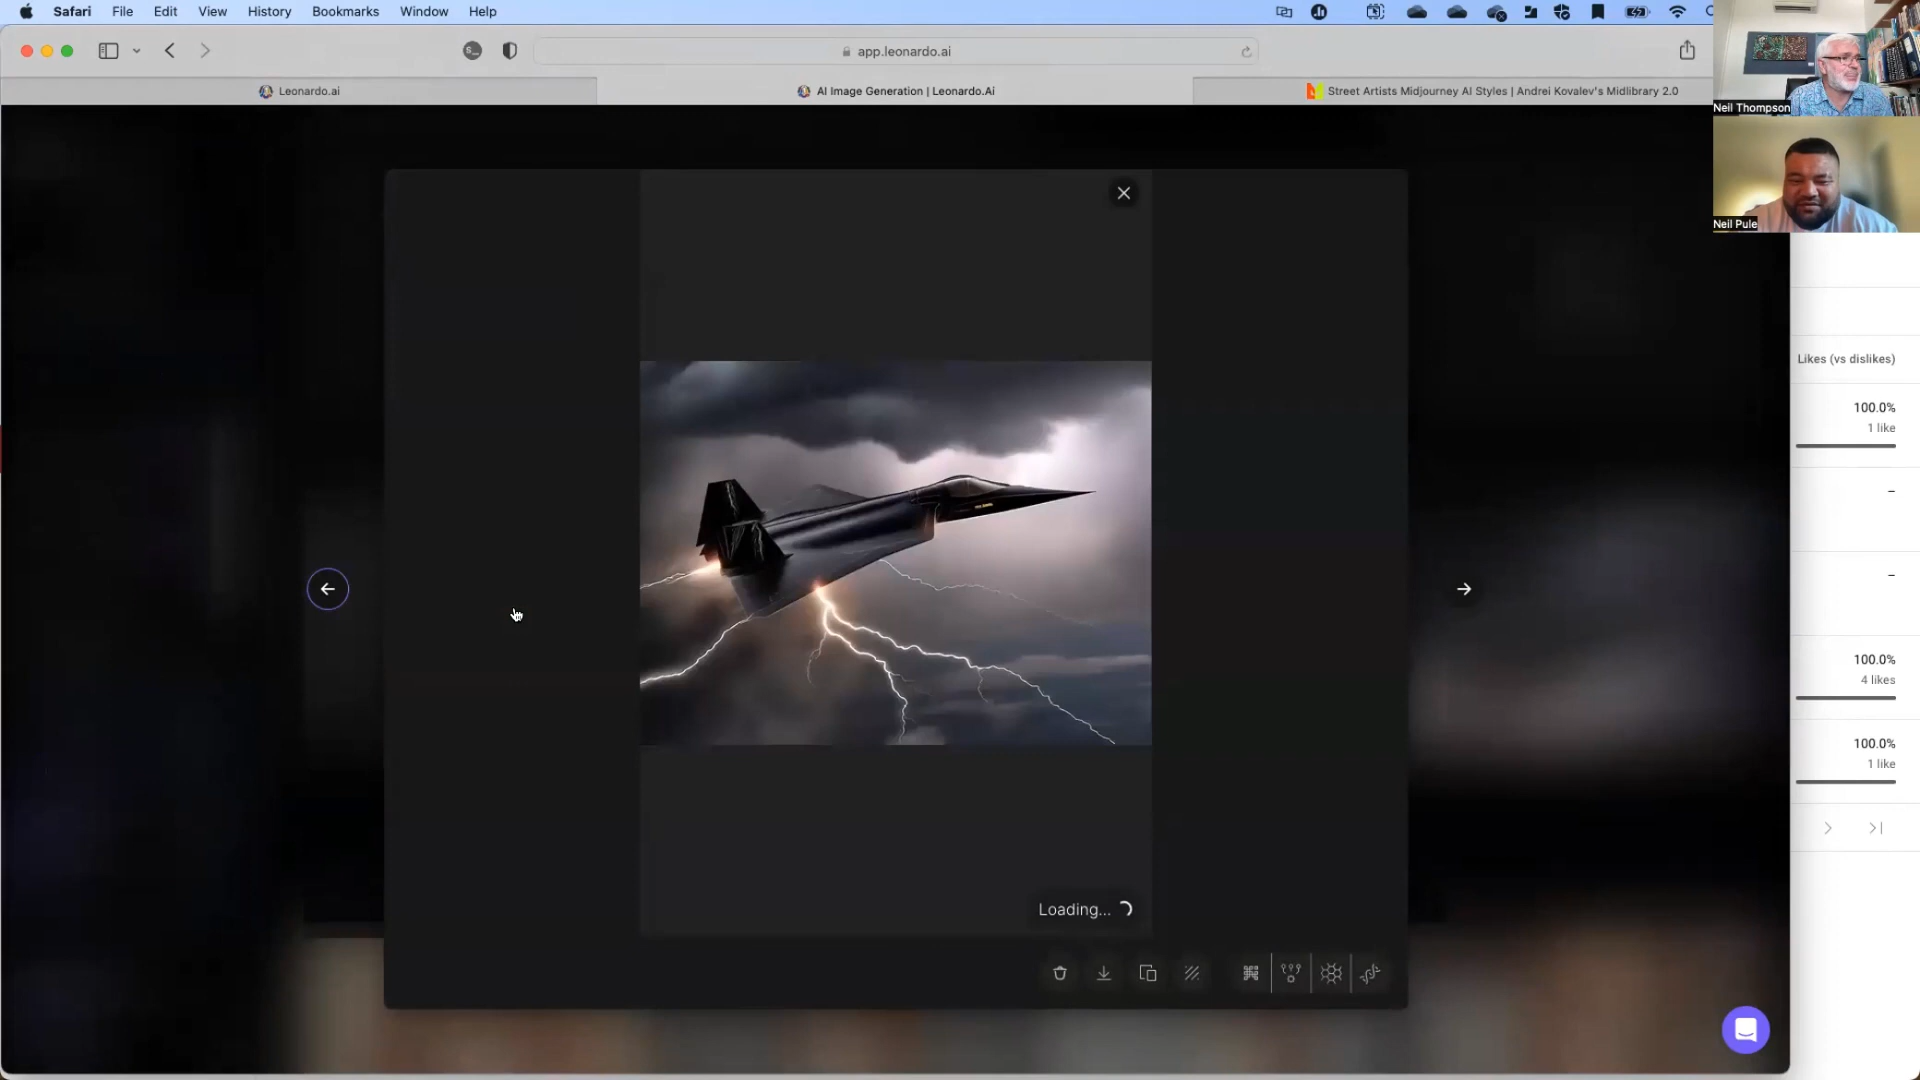 Safari File Edit View History Bookmarks Window Help
app.leonardo.ai
Leonardo.ai
AI Image Generation | Leonardo.Ai
Street Artists Midjourney AI Styles | Andrei Kovalev's Midlibrary 2.0
Neil Thompson
Neil Pule
Likes (vs dislikes)
100.0%
1 like
–
–
100.0%
4 likes
100.0%
1 like
Loading...